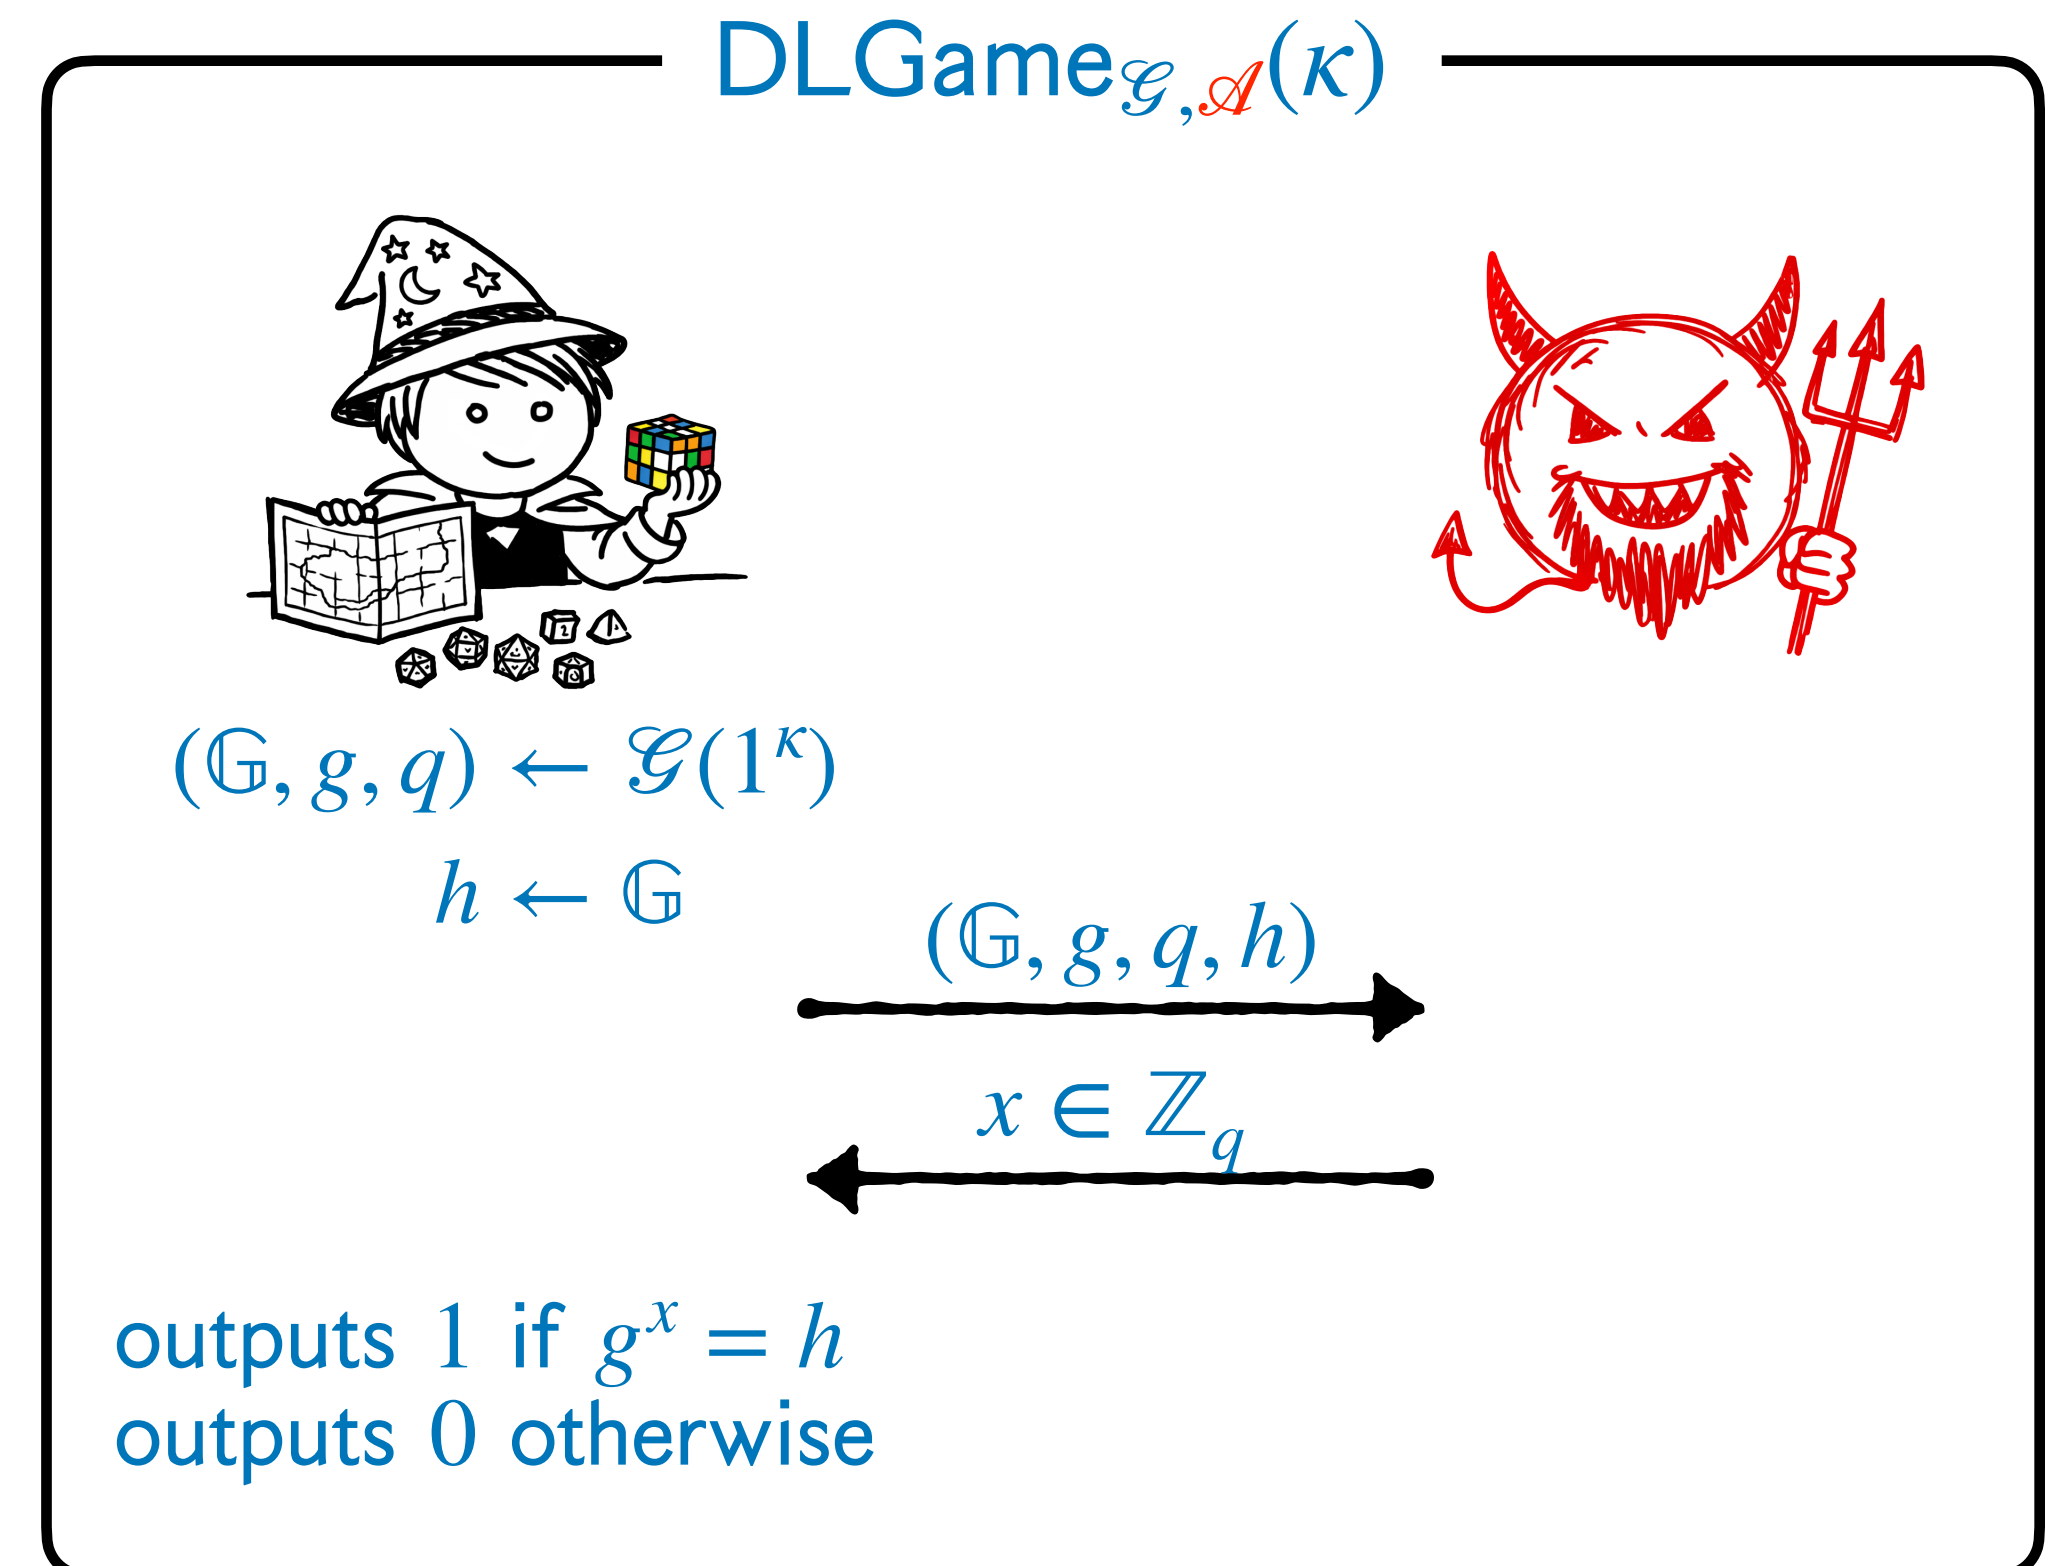 DLGame𝒢,𝒜(κ)
(𝔾, g, q) ← 𝒢(1^κ)
h ← 𝔾
(𝔾, g, q, h)
x ∈ ℤ_q
outputs 1 if g^x = h
outputs 0 otherwise